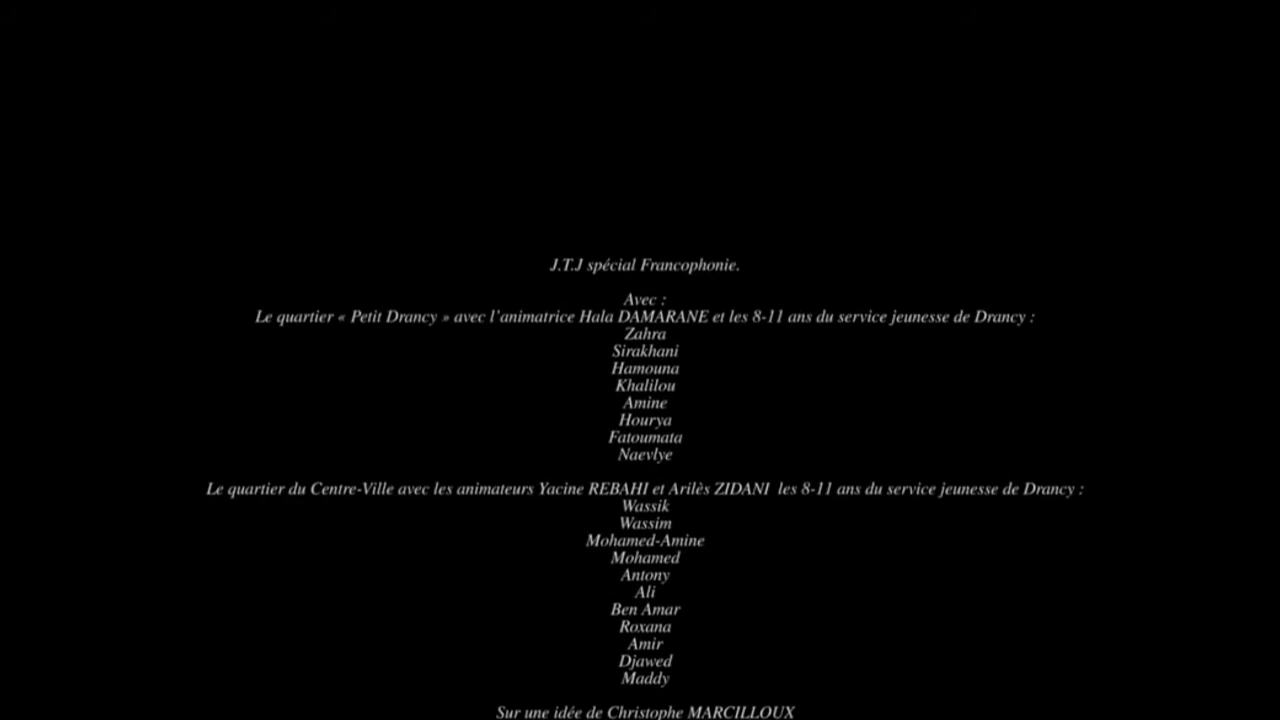 J.T.J spécial Francophonie.
Avec :
Le quartier « Petit Drancy » avec l'animatrice Hala DAMARANE et les 8-11 ans du service jeunesse de Drancy :
Zahra
Sirakhani
Hamouna
Khalilou
Amine
Hourya
Fatoumata
Naevlye
Le quartier du Centre-Ville avec les animateurs Yacine REBAHI et Arilès ZIDANI  les 8-11 ans du service jeunesse de Drancy :
Wassik
Wassim
Mohamed-Amine
Mohamed
Antony
Ali
Ben Amar
Roxana
Amir
Djawed
Maddy
Sur une idée de Christophe MARCILLOUX